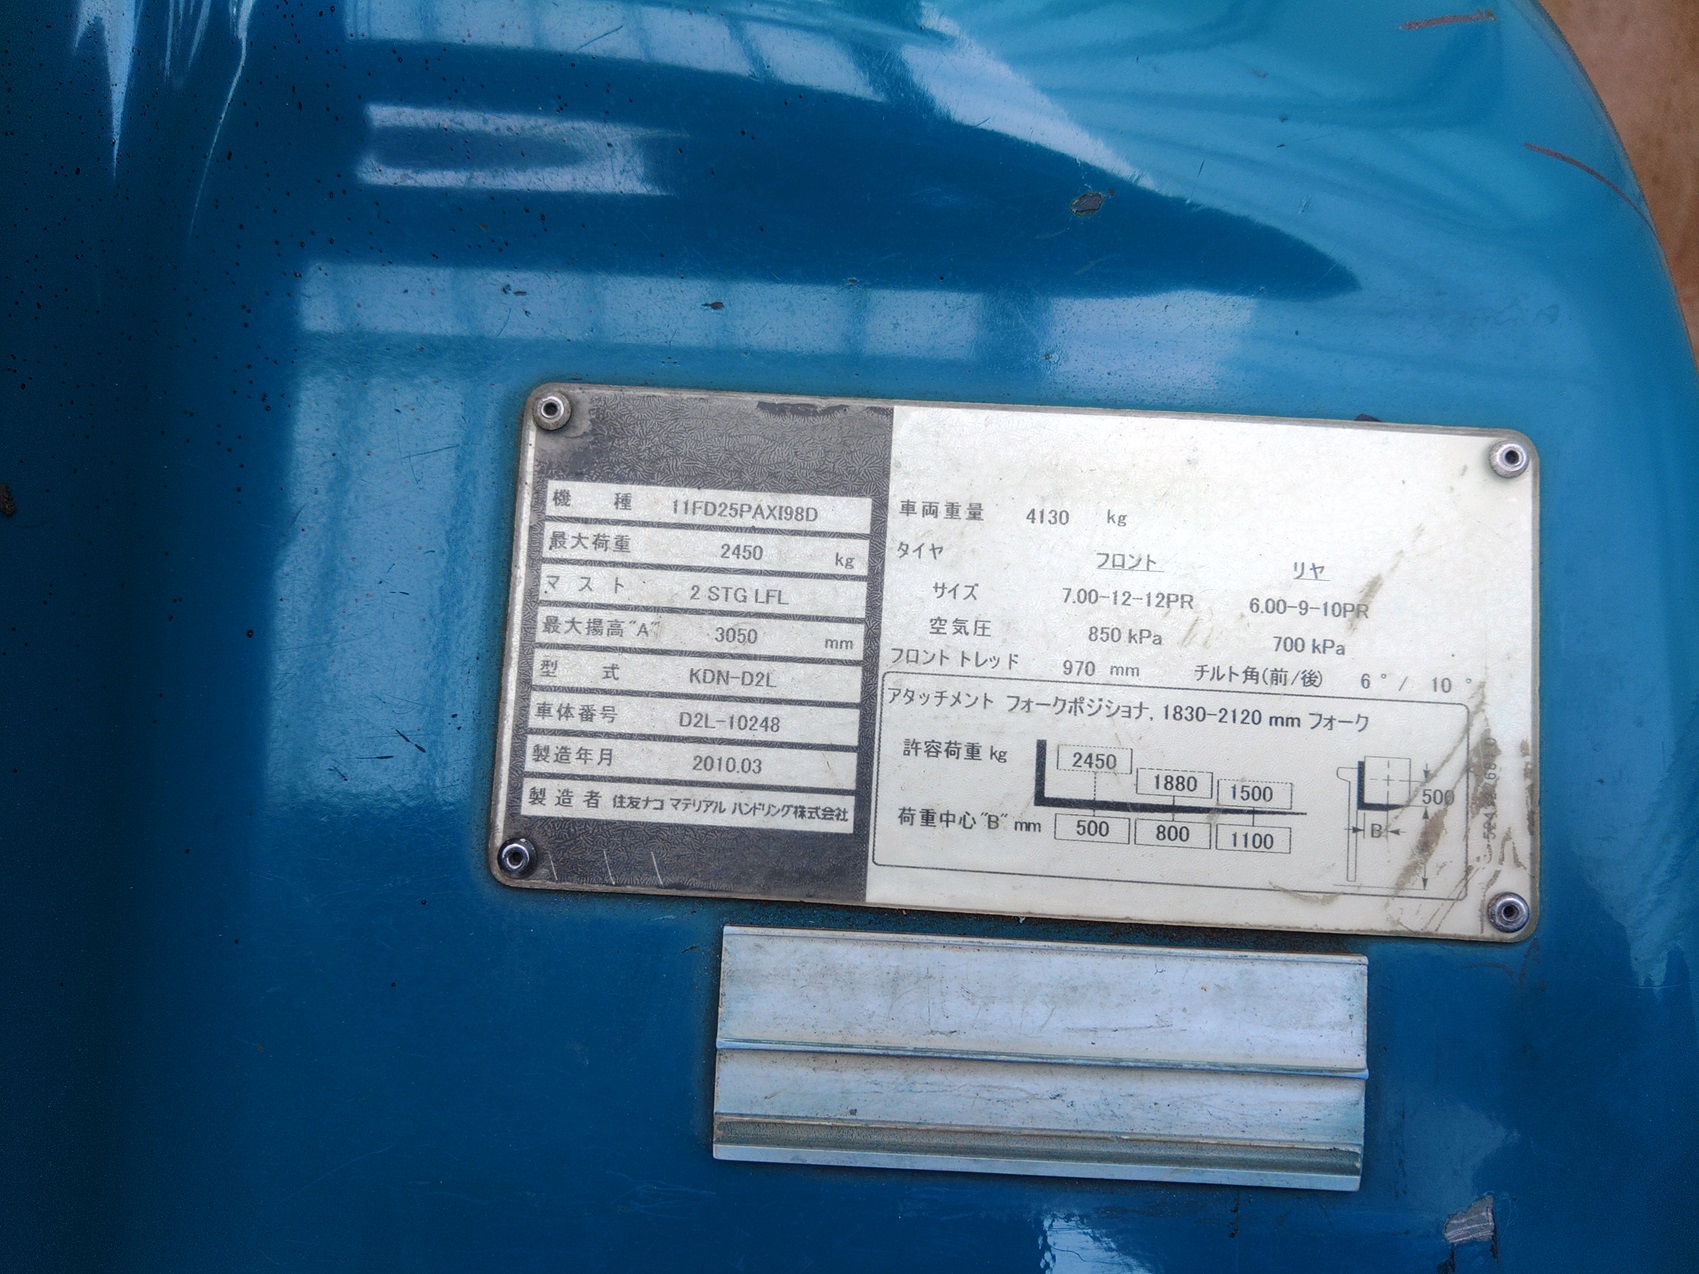 機 種 11FD25PAXI98D
最大荷重 2450 kg
マスト 2 STG LFL
最大揚高"A" 3050 mm
型 式 KDN-D2L
車体番号 D2L-10248
製造年月 2010.03
製造者 住友ナコ マテリアル ハンドリング株式会社
車両重量 4130 kg
タイヤ フロント リヤ
サイズ 7.00-12-12PR 6.00-9-10PR
空気圧 850 kPa 700 kPa
フロント トレッド 970 mm チルト角(前/後) 6 ° / 10 °
アタッチメント フォークポジショナ, 1830-2120 mm フォーク
許容荷重 kg 2450 1880 1500
荷重中心"B" mm 500 800 1100
500
B